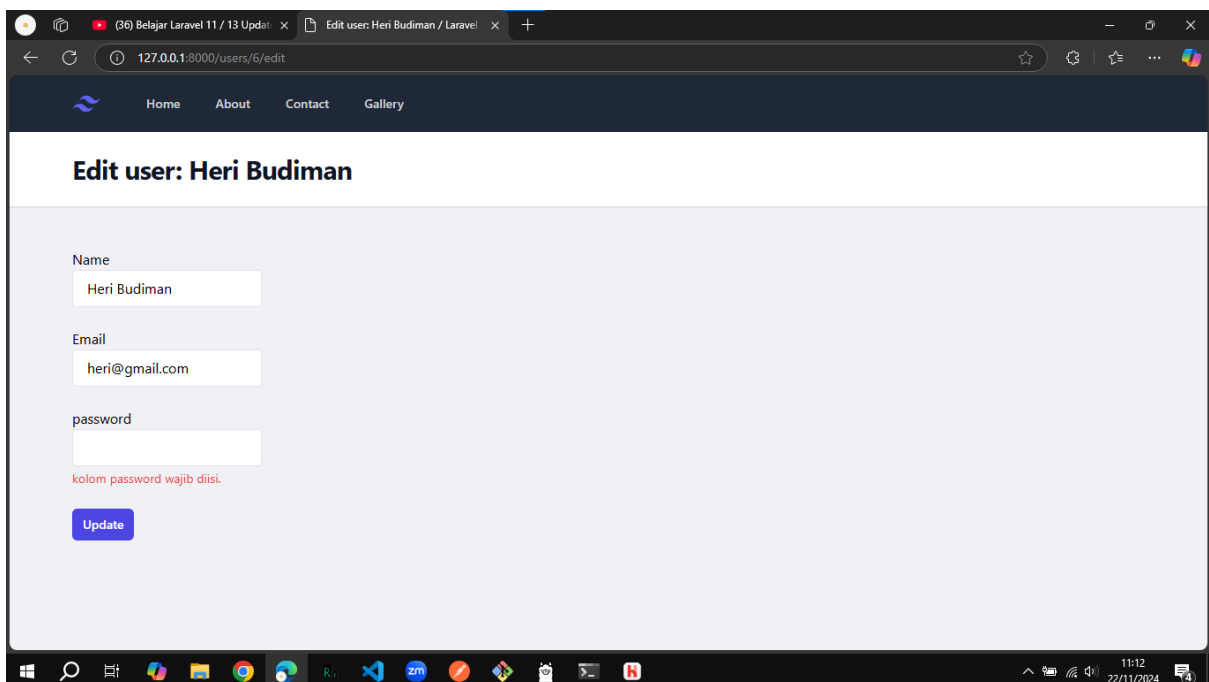 (36) Belajar Laravel 11 / 13 Updat
Edit user: Heri Budiman / Laravel
127.0.0.1:8000/users/6/edit
Home About Contact Gallery
Edit user: Heri Budiman
Name
Heri Budiman
Email
heri@gmail.com
password
kolom password wajib diisi.
Update
zm
11:12
22/11/2024
4